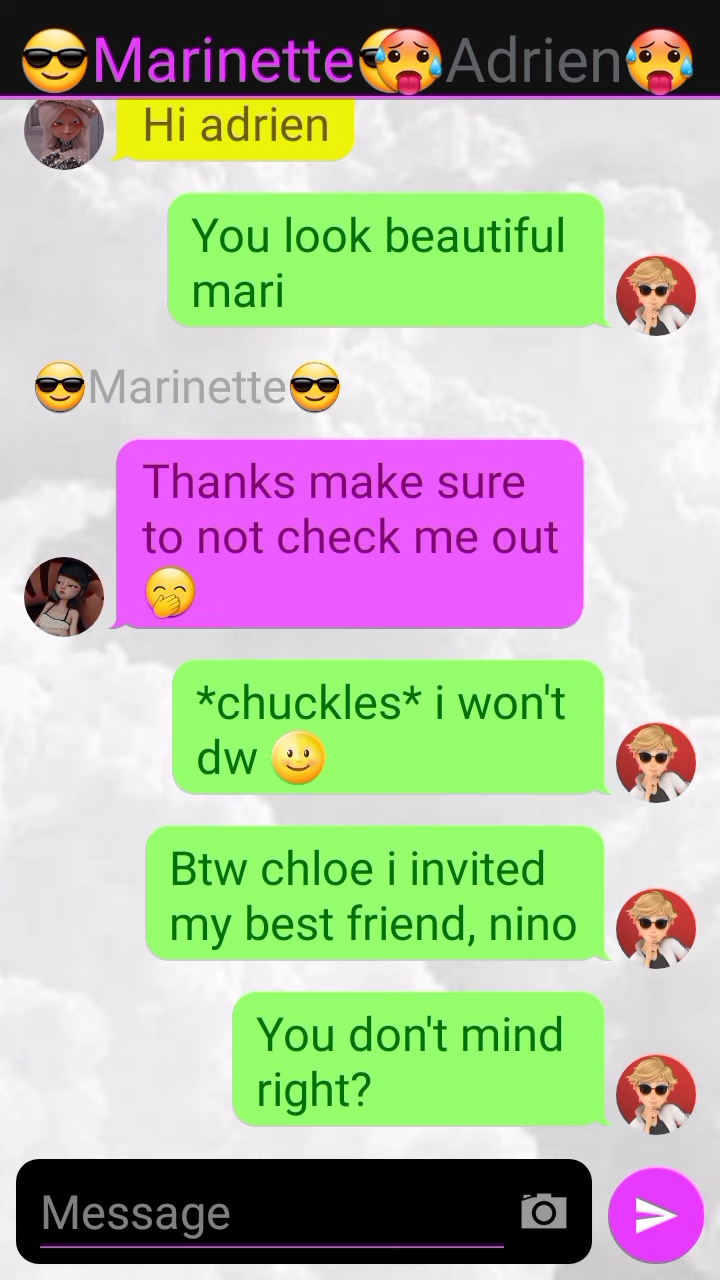 😎Marinette😎🥵Adrien🥵
Hi adrien
You look beautiful
mari
😎Marinette😎
Thanks make sure
to not check me out
🤭
*chuckles* i won't
dw 🌝
Btw chloe i invited
my best friend, nino
You don't mind
right?
Message